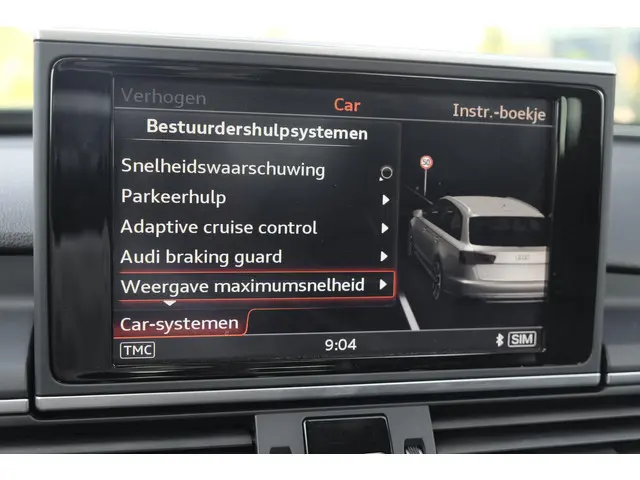 Verhogen
Car
Instr.-boekje
Bestuurdershulpsystemen
Snelheidswaarschuwing
Parkeerhulp
Adaptive cruise control
Audi braking guard
Weergave maximumsnelheid
Car-systemen
TMC
9:04
SIM
50